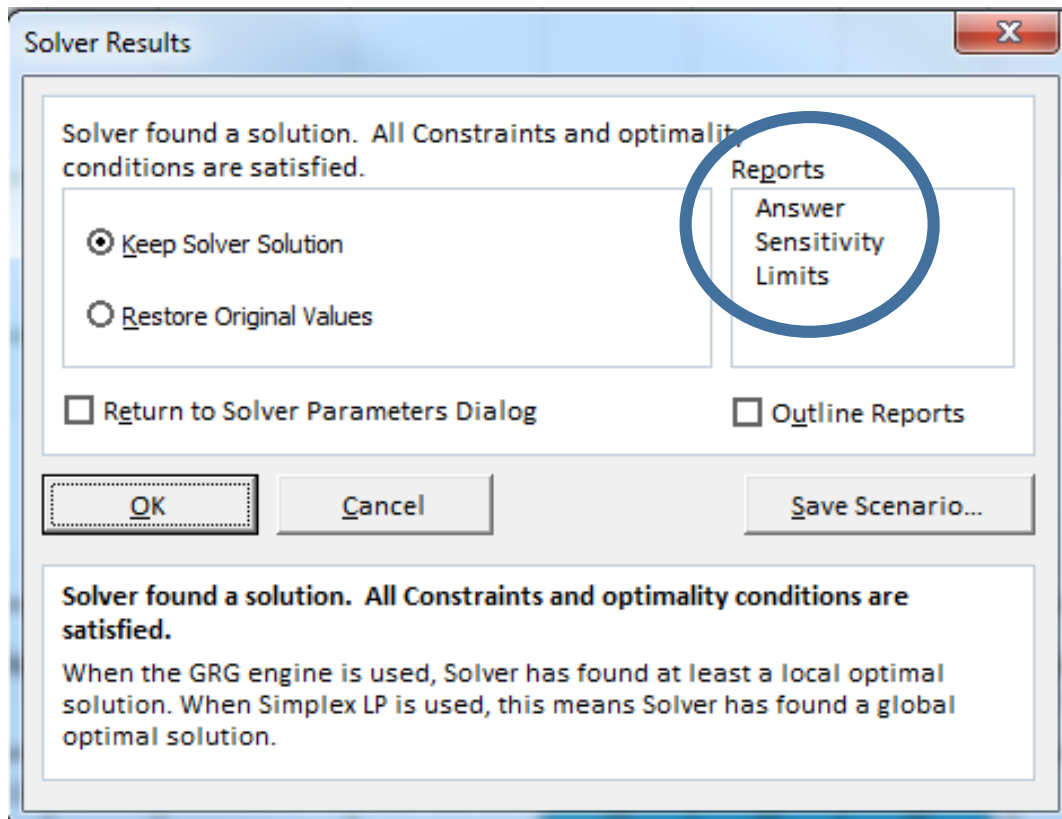 Solver Results
Solver found a solution.  All Constraints and optimality
conditions are satisfied.
Reports
Answer
Sensitivity
Limits
Keep Solver Solution
Restore Original Values
Return to Solver Parameters Dialog
Outline Reports
OK
Cancel
Save Scenario...
Solver found a solution.  All Constraints and optimality conditions are
satisfied.
When the GRG engine is used, Solver has found at least a local optimal
solution. When Simplex LP is used, this means Solver has found a global
optimal solution.